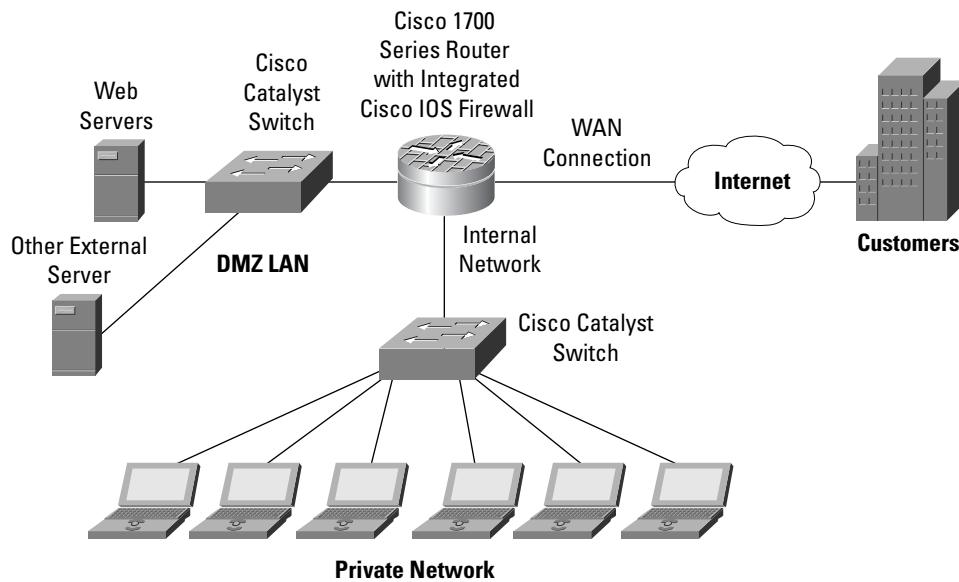 Cisco 1700
Series Router
with Integrated
Cisco IOS Firewall
Cisco
Catalyst
Switch
Web
Servers
WAN
Connection
Internet
Customers
Other External
Server
DMZ LAN
Internal
Network
Cisco Catalyst
Switch
Private Network